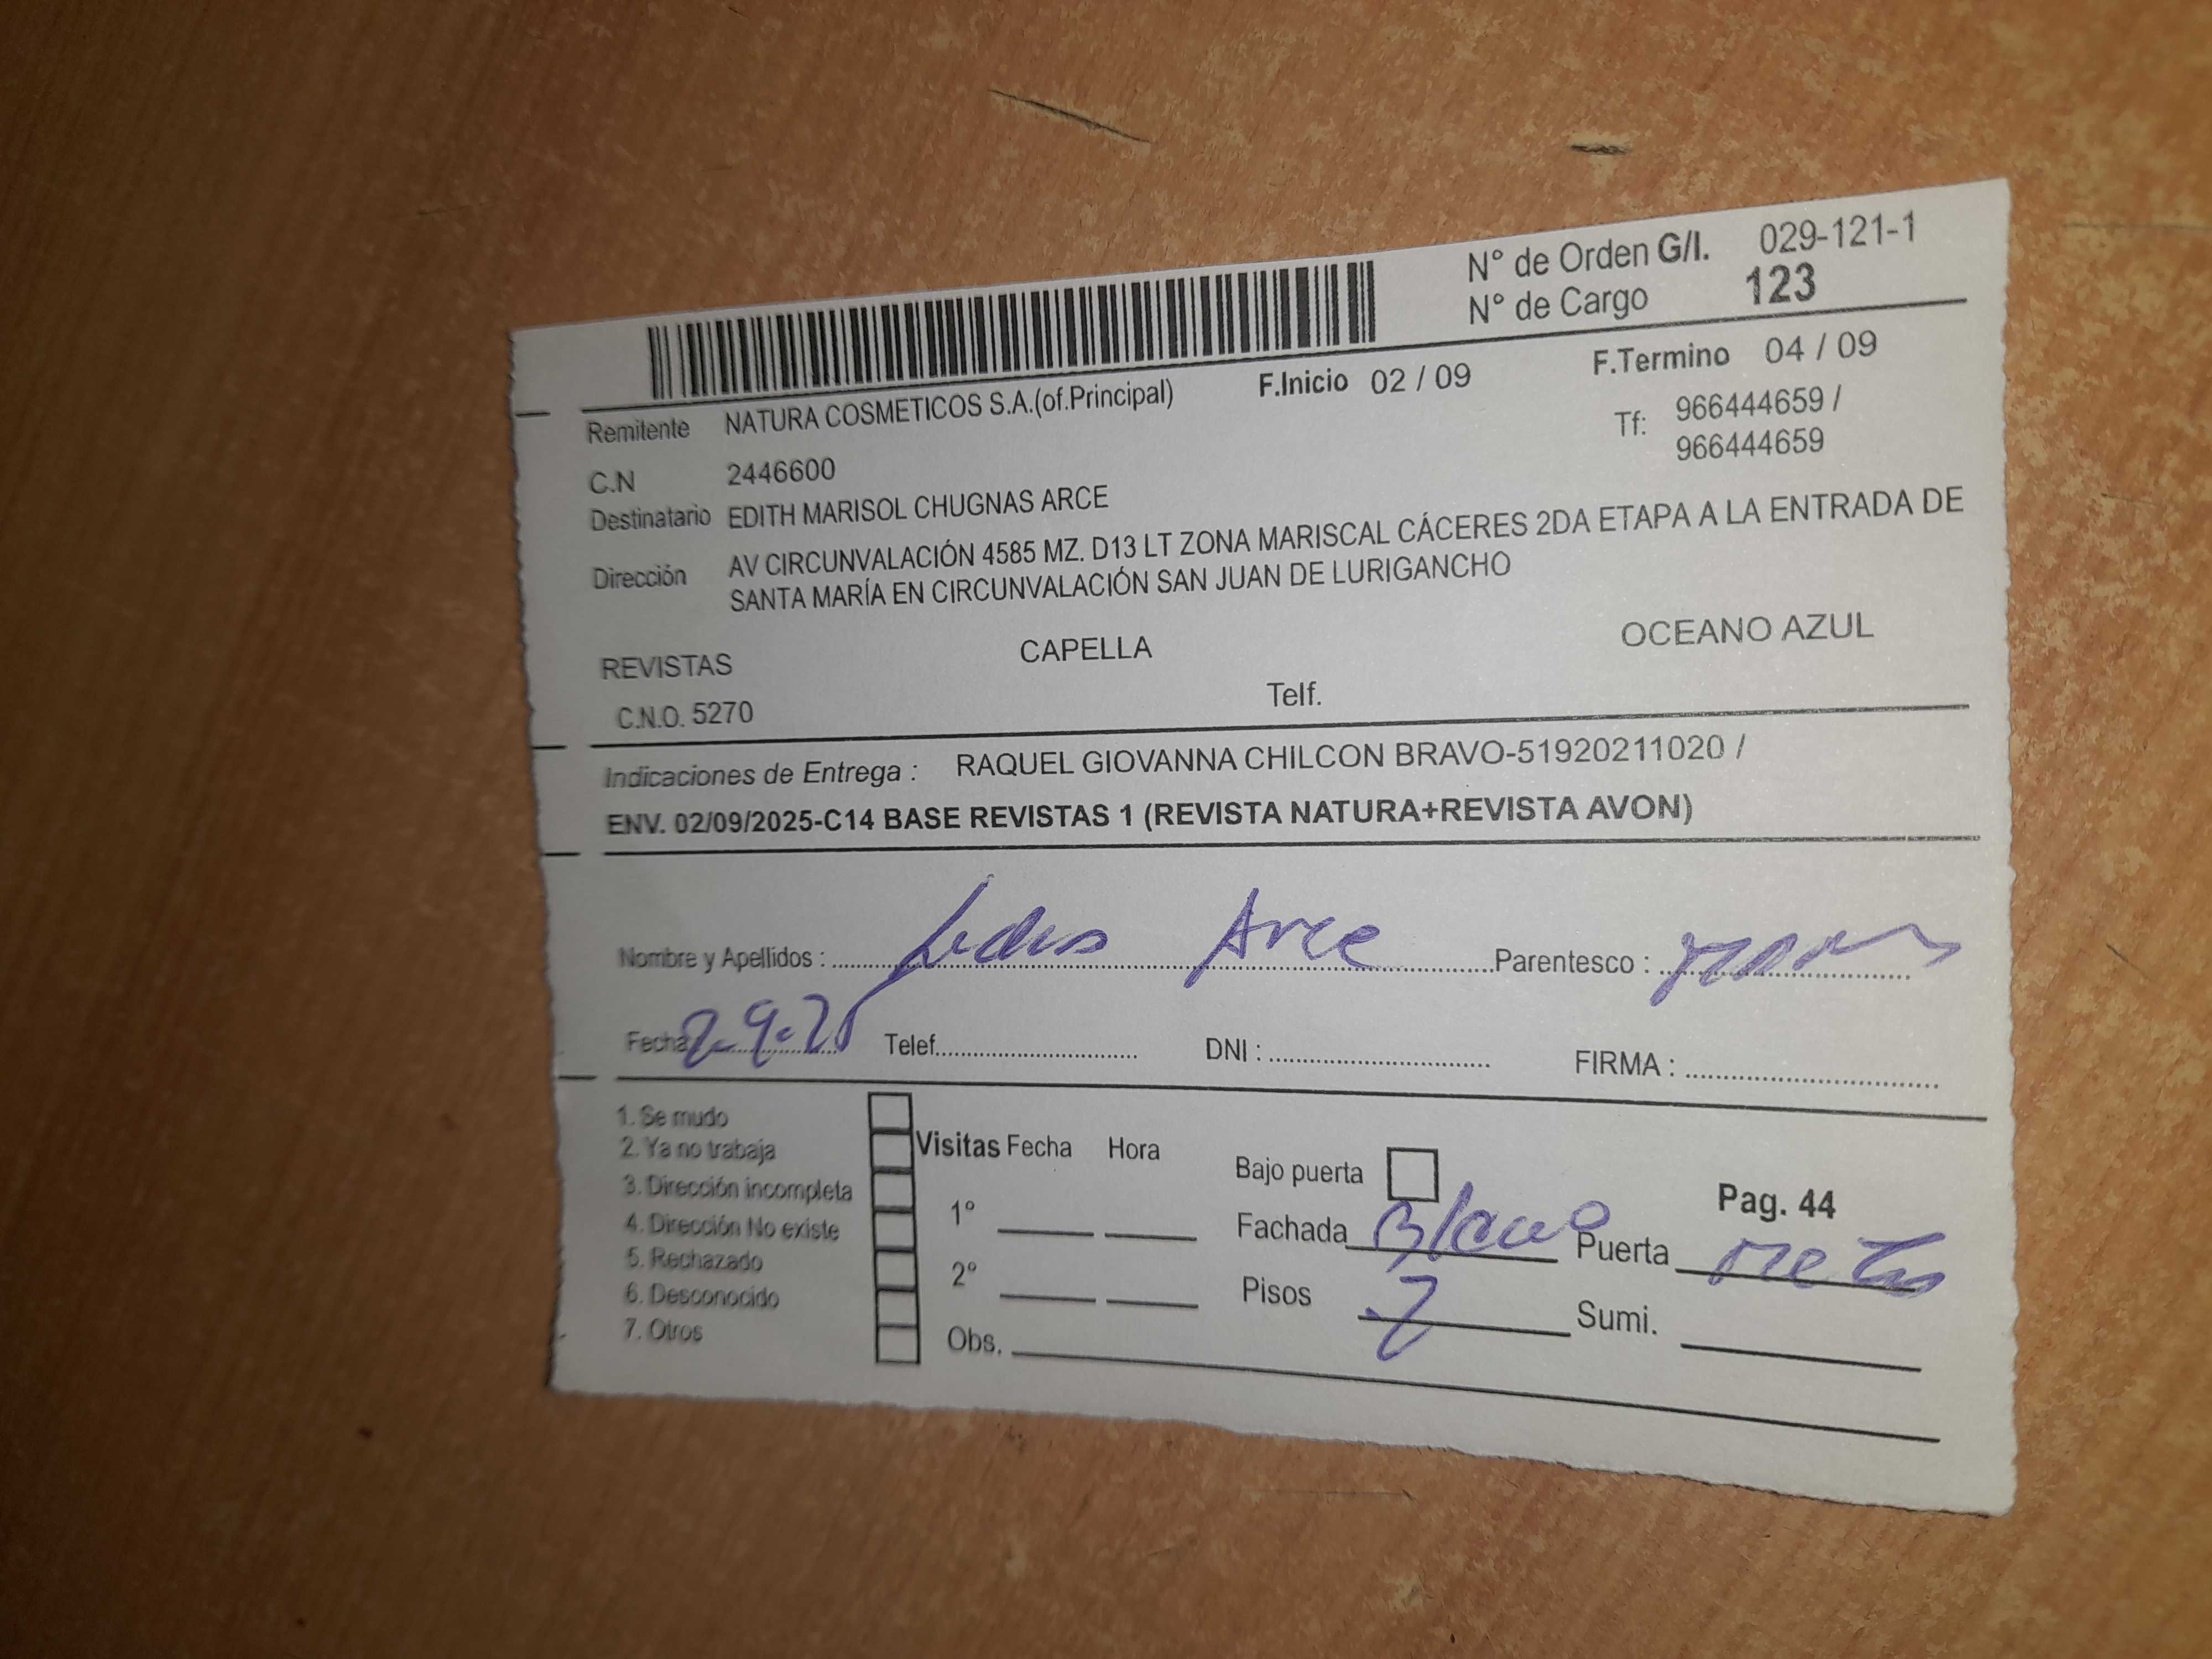 N° de Orden G/I. 029-121-1
N° de Cargo 123
F.Inicio 02 / 09 F.Termino 04 / 09
Remitente NATURA COSMETICOS S.A.(of.Principal) Tf: 966444659 /
966444659
C.N 2446600
Destinatario EDITH MARISOL CHUGNAS ARCE
Dirección AV CIRCUNVALACIÓN 4585 MZ. D13 LT ZONA MARISCAL CÁCERES 2DA ETAPA A LA ENTRADA DE
SANTA MARÍA EN CIRCUNVALACIÓN SAN JUAN DE LURIGANCHO
REVISTAS CAPELLA OCEANO AZUL
C.N.O. 5270 Telf.
Indicaciones de Entrega : RAQUEL GIOVANNA CHILCON BRAVO-51920211020 /
ENV. 02/09/2025-C14 BASE REVISTAS 1 (REVISTA NATURA+REVISTA AVON)
Nombre y Apellidos : Arce Parentesco :
Fecha 2-9-25 Telef. DNI : FIRMA :
1. Se mudo
2. Ya no trabaja
3. Dirección incompleta
4. Dirección No existe
5. Rechazado
6. Desconocido
7. Otros
Visitas Fecha Hora
1°
2°
Obs.
Bajo puerta Pag. 44
Fachada Blanco Puerta
Pisos 2 Sumi.